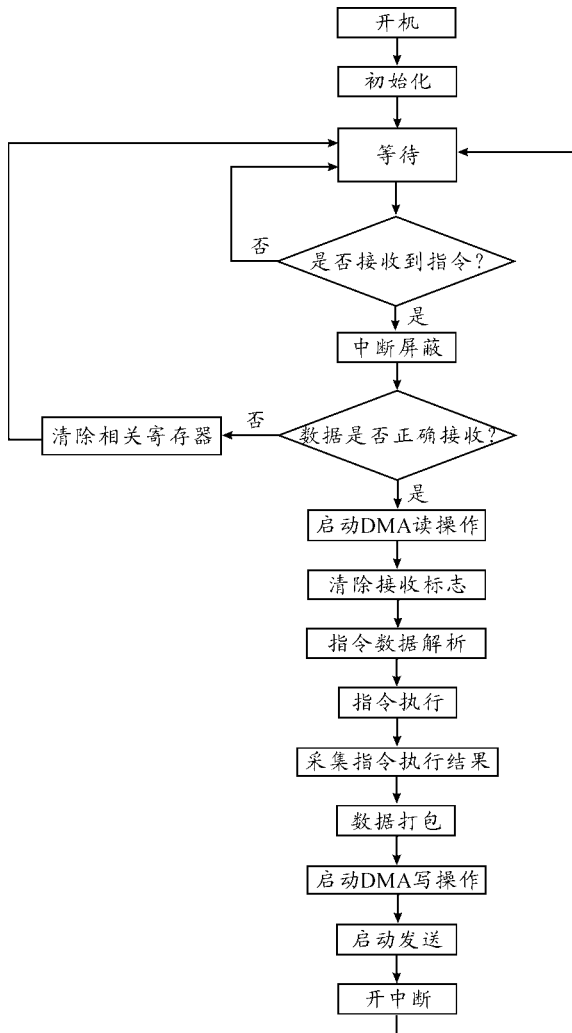 开机
初始化
等待
否
是否接收到指令?
是
中断屏蔽
清除相关寄存器
否
数据是否正确接收?
是
启动DMA读操作
清除接收标志
指令数据解析
指令执行
采集指令执行结果
数据打包
启动DMA写操作
启动发送
开中断